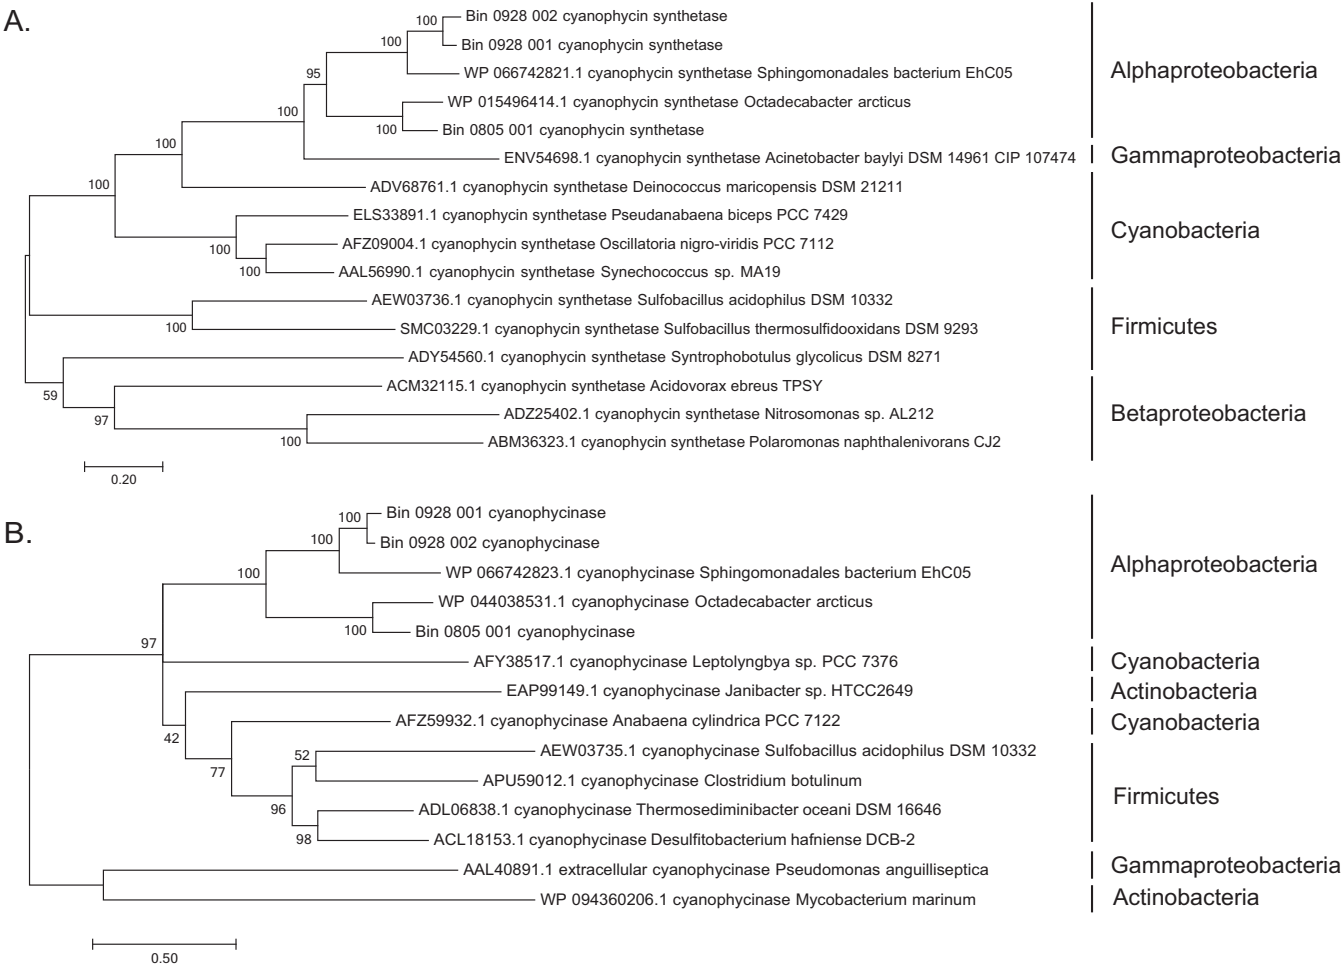 A.
100 Bin 0928 002 cyanophycin synthetase
100 Bin 0928 001 cyanophycin synthetase
95 WP 066742821.1 cyanophycin synthetase Sphingomonadales bacterium EhC05 Alphaproteobacteria
100 WP 015496414.1 cyanophycin synthetase Octadecabacter arcticus
100 Bin 0805 001 cyanophycin synthetase
100 ENV54698.1 cyanophycin synthetase Acinetobacter baylyi DSM 14961 CIP 107474 Gammaproteobacteria
100 ADV68761.1 cyanophycin synthetase Deinococcus maricopensis DSM 21211
ELS33891.1 cyanophycin synthetase Pseudanabaena biceps PCC 7429 Cyanobacteria
100 AFZ09004.1 cyanophycin synthetase Oscillatoria nigro-viridis PCC 7112
100 AAL56990.1 cyanophycin synthetase Synechococcus sp. MA19
AEW03736.1 cyanophycin synthetase Sulfobacillus acidophilus DSM 10332
100 SMC03229.1 cyanophycin synthetase Sulfobacillus thermosulfidooxidans DSM 9293 Firmicutes
ADY54560.1 cyanophycin synthetase Syntrophobotulus glycolicus DSM 8271
59 ACM32115.1 cyanophycin synthetase Acidovorax ebreus TPSY
97 ADZ25402.1 cyanophycin synthetase Nitrosomonas sp. AL212 Betaproteobacteria
100 ABM36323.1 cyanophycin synthetase Polaromonas naphthalenivorans CJ2
0.20
B.
100 Bin 0928 001 cyanophycinase
100 Bin 0928 002 cyanophycinase
100 WP 066742823.1 cyanophycinase Sphingomonadales bacterium EhC05 Alphaproteobacteria
WP 044038531.1 cyanophycinase Octadecabacter arcticus
100 Bin 0805 001 cyanophycinase
97 AFY38517.1 cyanophycinase Leptolyngbya sp. PCC 7376 Cyanobacteria
EAP99149.1 cyanophycinase Janibacter sp. HTCC2649 Actinobacteria
42 AFZ59932.1 cyanophycinase Anabaena cylindrica PCC 7122 Cyanobacteria
77 52 AEW03735.1 cyanophycinase Sulfobacillus acidophilus DSM 10332
APU59012.1 cyanophycinase Clostridium botulinum Firmicutes
96 ADL06838.1 cyanophycinase Thermosediminibacter oceani DSM 16646
98 ACL18153.1 cyanophycinase Desulfitobacterium hafniense DCB-2
AAL40891.1 extracellular cyanophycinase Pseudomonas anguilliseptica Gammaproteobacteria
WP 094360206.1 cyanophycinase Mycobacterium marinum Actinobacteria
0.50